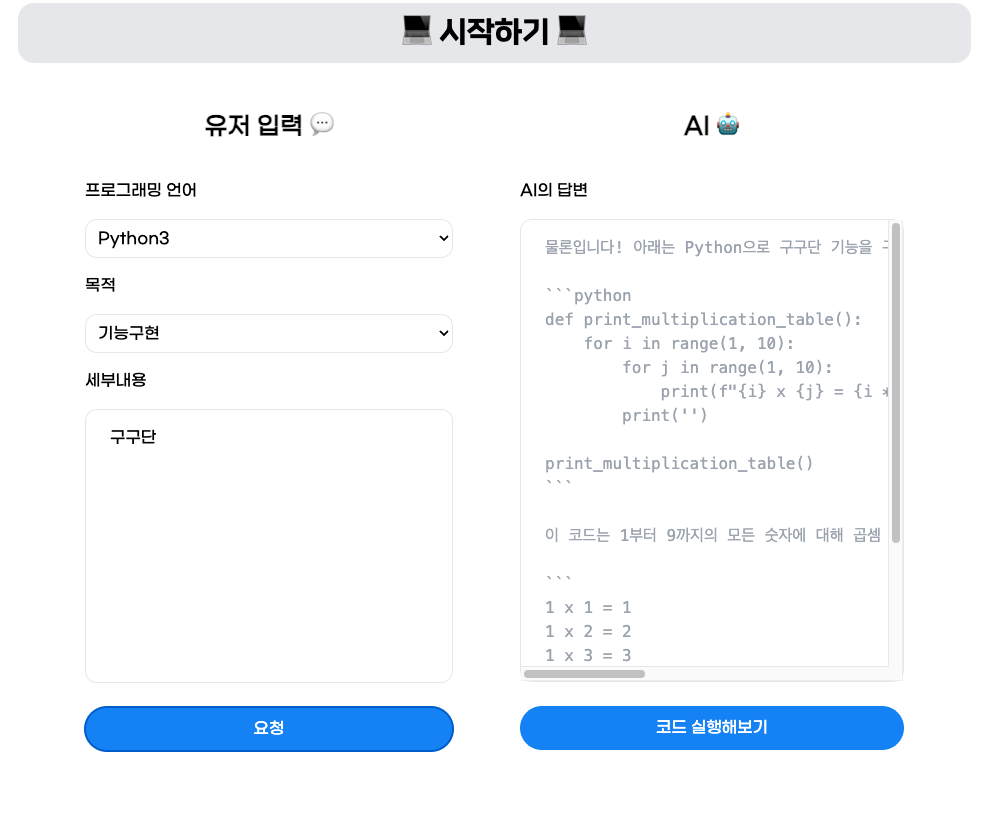 💻 시작하기 💻
유저 입력 💬
프로그래밍 언어
Python3
목적
기능구현
세부내용
구구단
요청
AI 🤖
AI의 답변
물론입니다! 아래는 Python으로 구구단 기능을
```python
def print_multiplication_table():
    for i in range(1, 10):
        for j in range(1, 10):
            print(f"{i} x {j} = {i *
        print('')
print_multiplication_table()
```
이 코드는 1부터 9까지의 모든 숫자에 대해 곱셈
```
1 x 1 = 1
1 x 2 = 2
1 x 3 = 3
코드 실행해보기